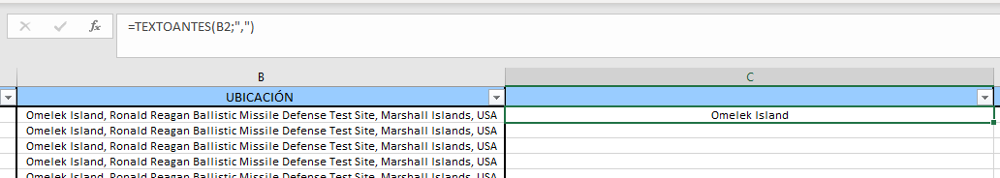 fx =TEXTOANTES(B2;",")
B C
UBICACIÓN
Omelek Island, Ronald Reagan Ballistic Missile Defense Test Site, Marshall Islands, USA Omelek Island
Omelek Island, Ronald Reagan Ballistic Missile Defense Test Site, Marshall Islands, USA
Omelek Island, Ronald Reagan Ballistic Missile Defense Test Site, Marshall Islands, USA
Omelek Island, Ronald Reagan Ballistic Missile Defense Test Site, Marshall Islands, USA
Omelek Island, Ronald Reagan Ballistic Missile Defense Test Site, Marshall Islands, USA